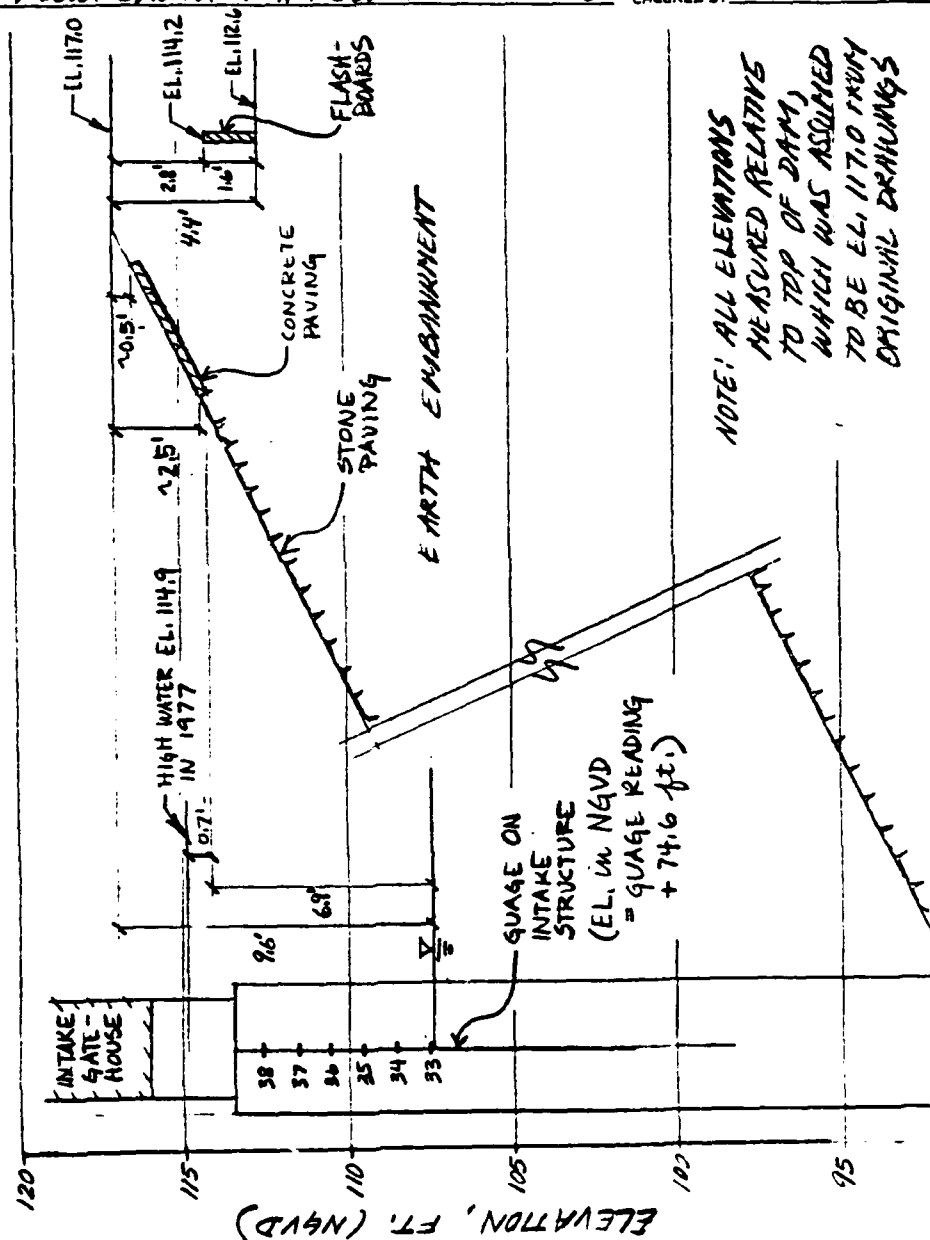 CHECKED BY
EL. 117.0
EL. 114.2
EL. 112.6
FLASH-
BOARDS
2.8'
1.6'
4.4'
~0.5'
CONCRETE
PAVING
~2.5'
STONE
PAVING
HIGH WATER EL. 114.9
IN 1977
0.7'
6.9'
9.6'
EARTH EMBANKMENT
INTAKE
GATE-
HOUSE
38
37
36
35
34
33
GUAGE ON
INTAKE
STRUCTURE
(EL. in NGVD
= GUAGE READING
+ 74.6 ft.)
NOTE: ALL ELEVATIONS
MEASURED RELATIVE
TO TOP OF DAM,
WHICH WAS ASSUMED
TO BE EL. 117.0 FROM
ORIGINAL DRAWINGS
120
115
110
105
100
95
ELEVATION, FT. (NGVD)